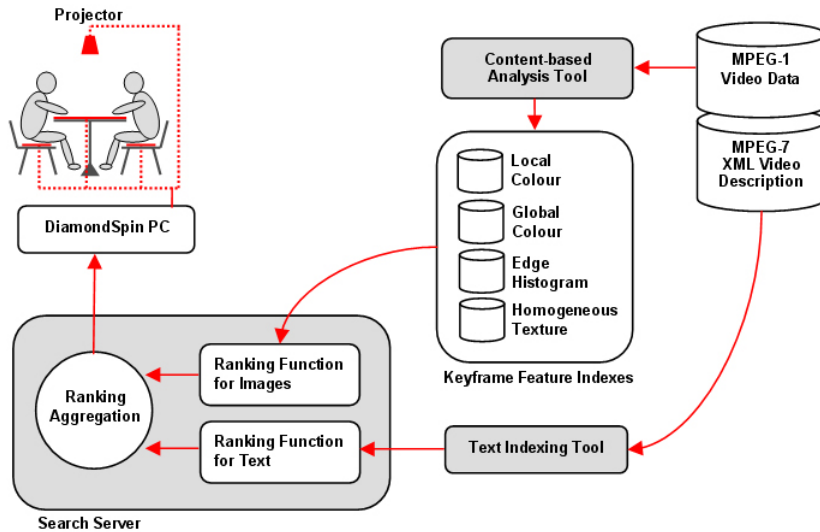 Projector
Content-based
Analysis Tool
MPEG-1
Video Data
MPEG-7
XML Video
Description
Local
Colour
Global
Colour
Edge
Histogram
Homogeneous
Texture
Keyframe Feature Indexes
DiamondSpin PC
Ranking
Aggregation
Ranking Function
for Images
Ranking Function
for Text
Text Indexing Tool
Search Server